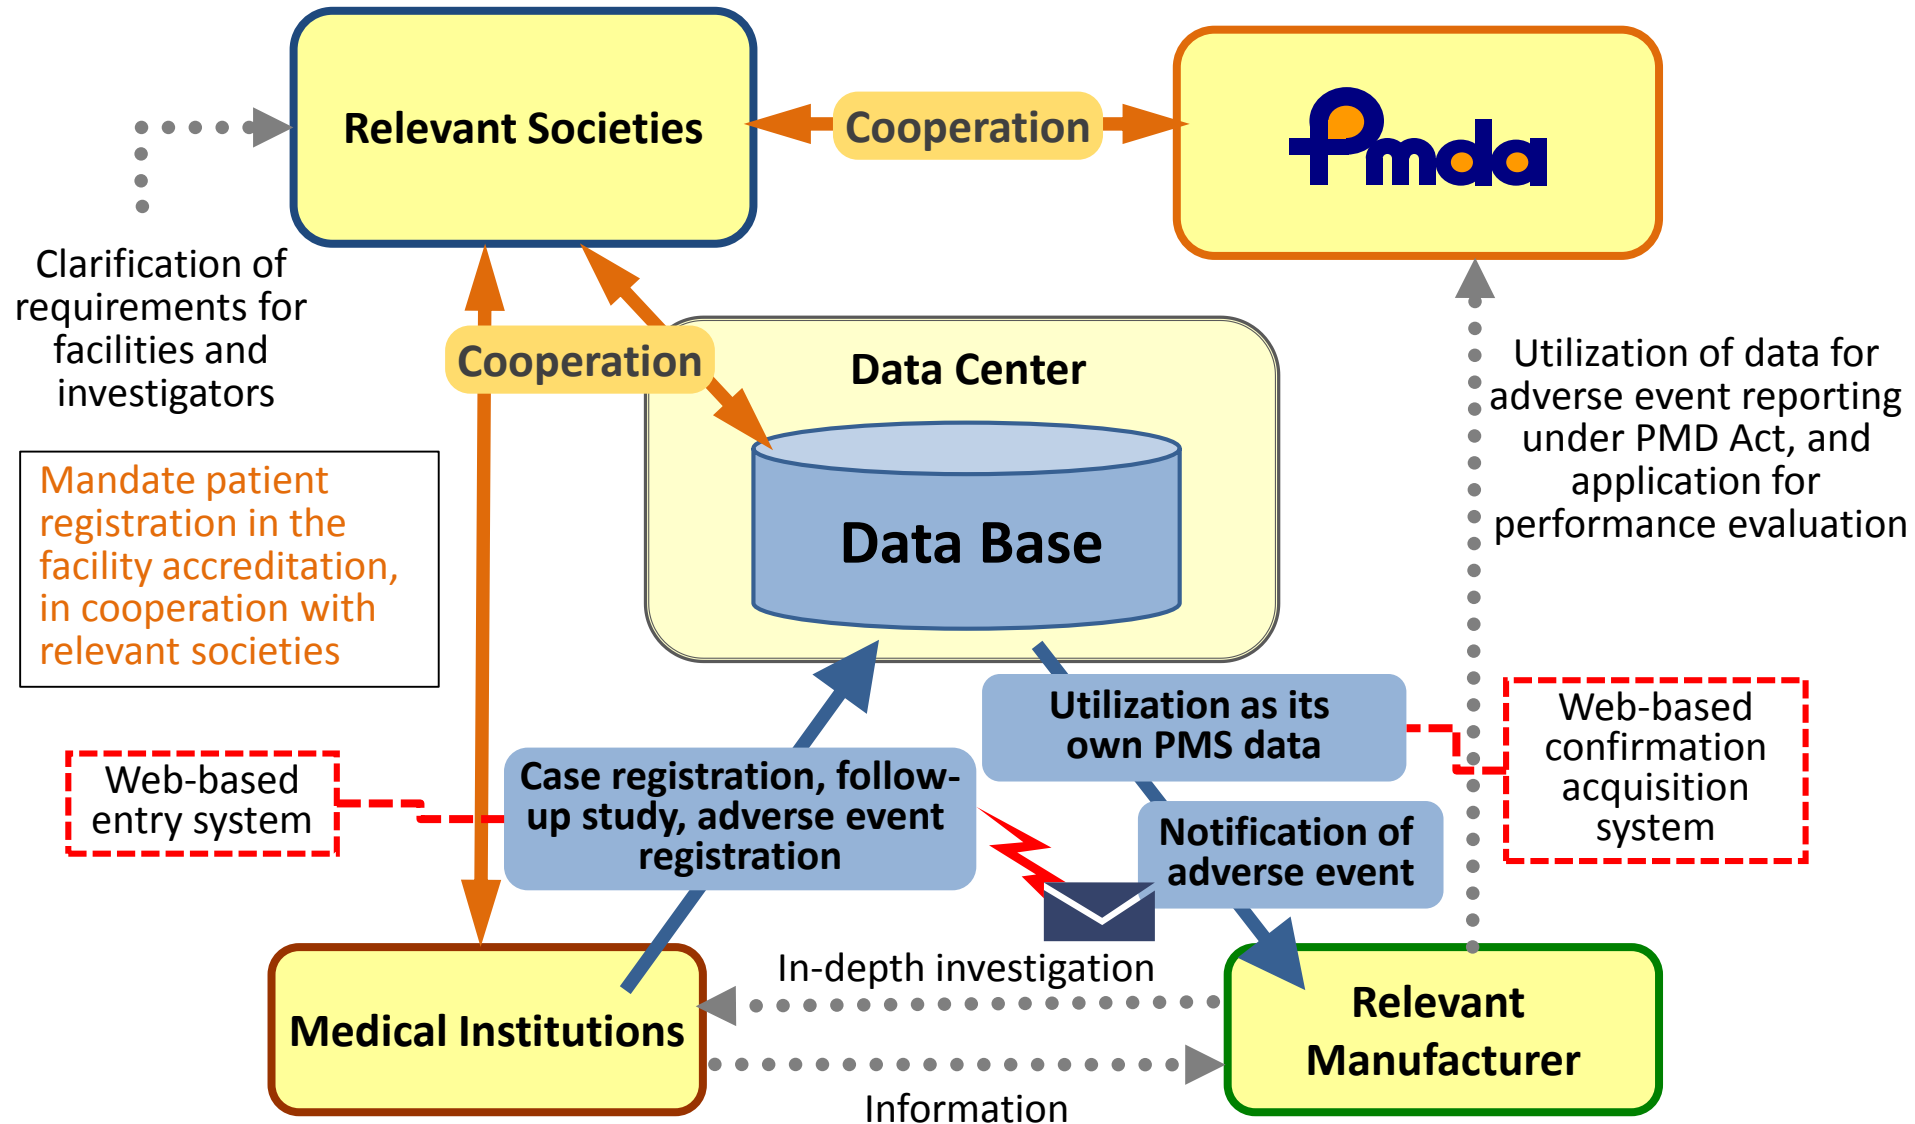 Relevant Societies
Cooperation
Pmda
Clarification of
requirements for
facilities and
investigators
Cooperation
Data Center
Data Base
Utilization of data for
adverse event reporting
under PMD Act, and
application for
performance evaluation
Mandate patient
registration in the
facility accreditation,
in cooperation with
relevant societies
Web-based
entry system
Case registration, follow-
up study, adverse event
registration
Utilization as its
own PMS data
Notification of
adverse event
Web-based
confirmation
acquisition
system
Medical Institutions
In-depth investigation
Information
Relevant
Manufacturer